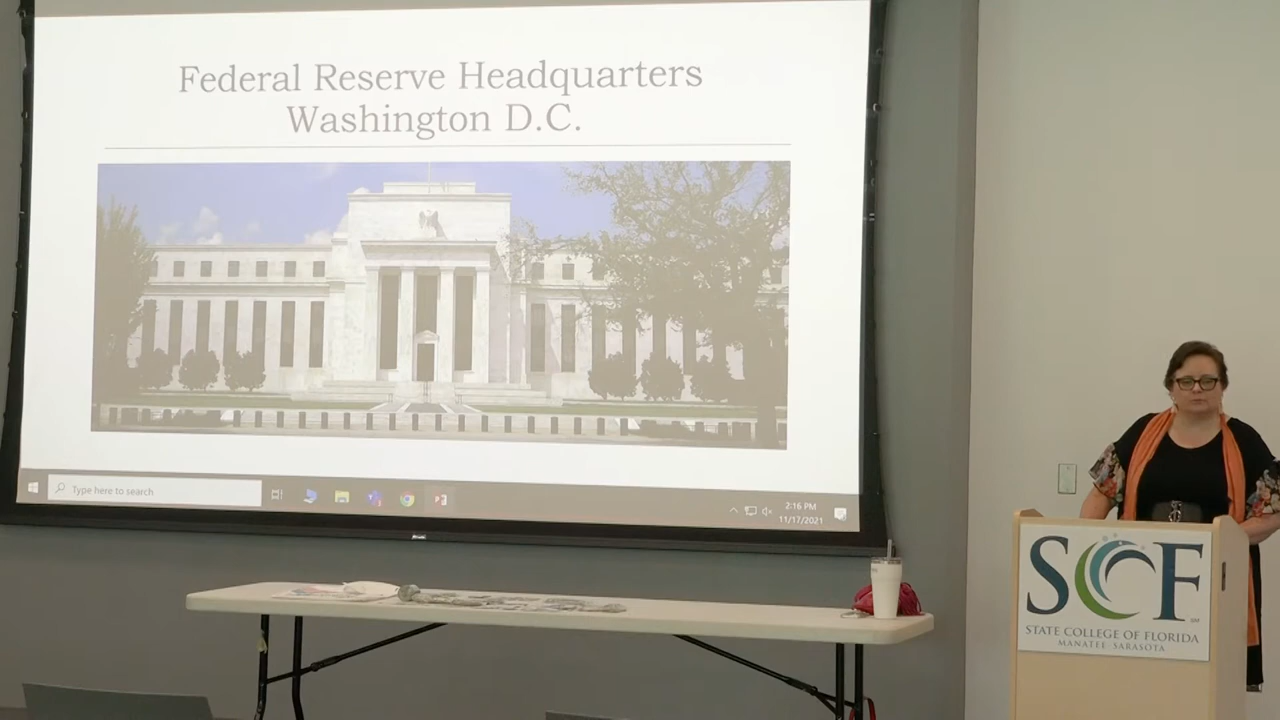 Federal Reserve Headquarters
Washington D.C.
Type here to search
2:16 PM
11/17/2021
SCF
SM
STATE COLLEGE OF FLORIDA
MANATEE-SARASOTA